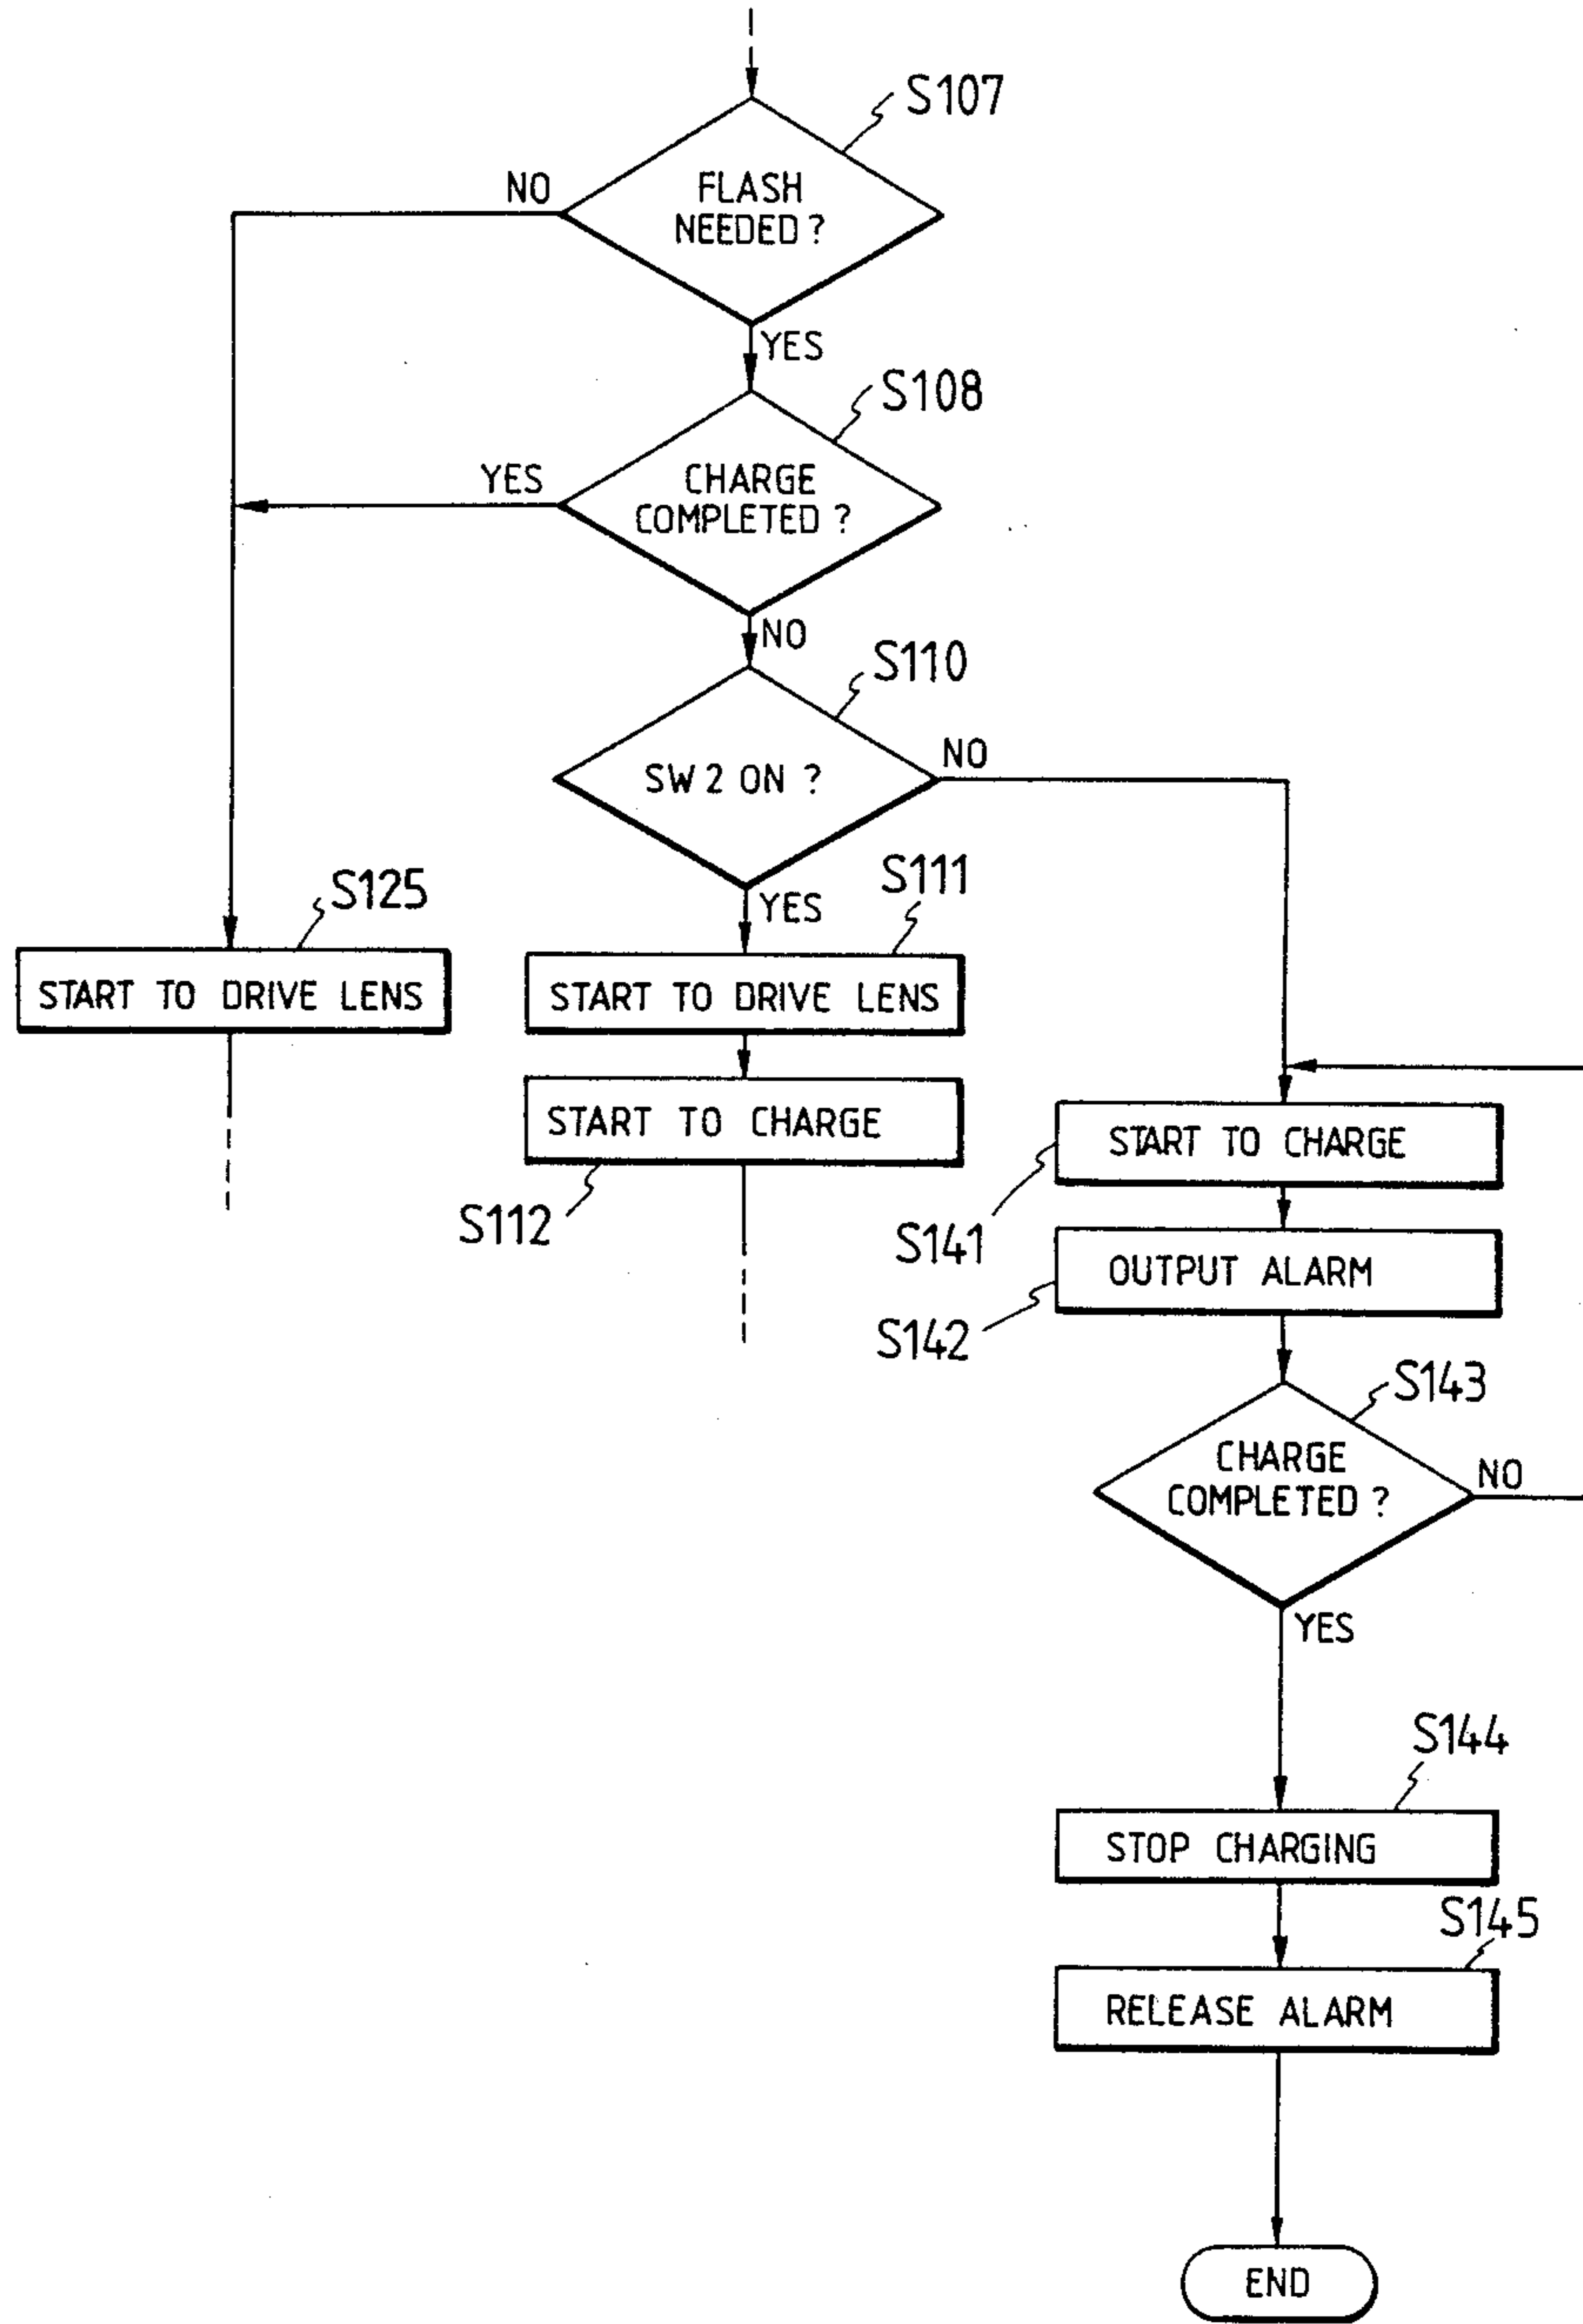 S107
NO
FLASH
NEEDED ?
YES
S108
YES
CHARGE
COMPLETED ?
NO
S110
SW 2 ON ?
NO
YES
S111
S125
START TO DRIVE LENS
START TO DRIVE LENS
START TO CHARGE
S112
START TO CHARGE
S141
OUTPUT ALARM
S142
S143
CHARGE
COMPLETED ?
NO
YES
S144
STOP CHARGING
S145
RELEASE ALARM
END